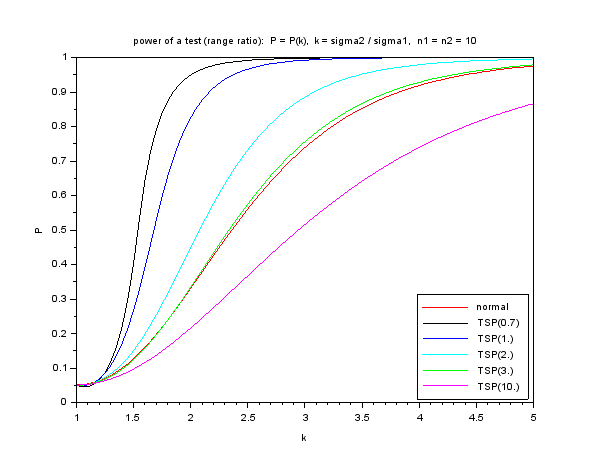 power of a test (range ratio): P = P(k), k = sigma2 / sigma1, n1 = n2 = 10
1
0.9
0.8
0.7
0.6
0.5
0.4
0.3
0.2
0.1
0
P
1 1.5 2 2.5 3 3.5 4 4.5 5
k
normal
TSP(0.7)
TSP(1.)
TSP(2.)
TSP(3.)
TSP(10.)